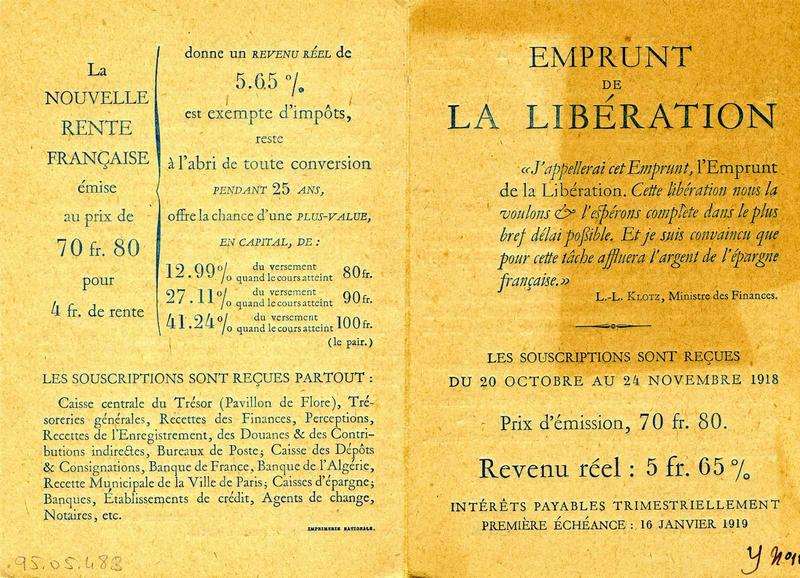 La
NOUVELLE
RENTE
FRANÇAISE
émise
au prix de
70 fr. 80
pour
4 fr. de rente
donne un REVENU RÉEL de
5.65 %
est exempte d'impôts,
reste
à l'abri de toute conversion
PENDANT 25 ANS,
offre la chance d'une PLUS-VALUE,
EN CAPITAL, DE :
12.99% du versement quand le cours atteint 80 fr.
27.11% du versement quand le cours atteint 90 fr.
41.24% du versement quand le cours atteint 100 fr.
(le pair.)
LES SOUSCRIPTIONS SONT REÇUES PARTOUT :
Caisse centrale du Trésor (Pavillon de Flore), Tré-
soreries générales, Recettes des Finances, Perceptions,
Recettes de l'Enregistrement, des Douanes & des Contri-
butions indirectes, Bureaux de Poste; Caisse des Dépôts
& Consignations, Banque de France, Banque de l'Algérie,
Recette Municipale de la Ville de Paris; Caisses d'épargne;
Banques, Établissements de crédit, Agents de change,
Notaires, etc.
IMPRIMERIE NATIONALE.
95.05.483
EMPRUNT
DE
LA LIBÉRATION
«J'appellerai cet Emprunt, l'Emprunt
de la Libération. Cette libération nous la
voulons & l'espérons complète dans le plus
bref délai possible. Et je suis convaincu que
pour cette tâche affluera l'argent de l'épargne
française.»
L.-L. KLOTZ, Ministre des Finances.
LES SOUSCRIPTIONS SONT REÇUES
DU 20 OCTOBRE AU 24 NOVEMBRE 1918
Prix d'émission, 70 fr. 80.
Revenu réel : 5 fr. 65 %
INTÉRÊTS PAYABLES TRIMESTRIELLEMENT
PREMIÈRE ÉCHÉANCE : 16 JANVIER 1919